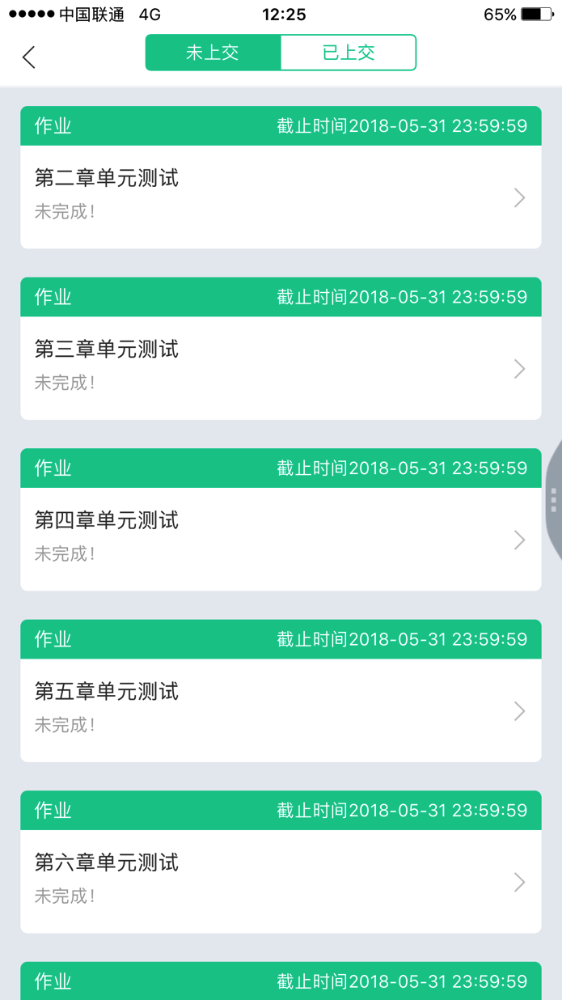 中国联通 4G 12:25 65%
未上交 已上交
作业 截止时间2018-05-31 23:59:59
第二章单元测试
未完成!
作业 截止时间2018-05-31 23:59:59
第三章单元测试
未完成!
作业 截止时间2018-05-31 23:59:59
第四章单元测试
未完成!
作业 截止时间2018-05-31 23:59:59
第五章单元测试
未完成!
作业 截止时间2018-05-31 23:59:59
第六章单元测试
未完成!
作业 截止时间2018-05-31 23:59:59